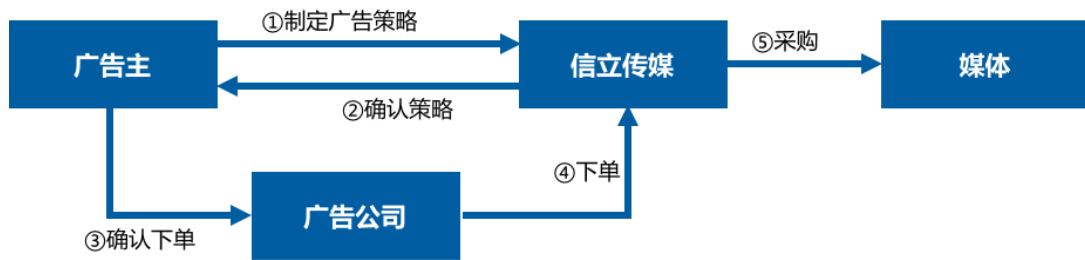 ①制定广告策略
广告主
信立传媒
⑤采购
媒体
②确认策略
④下单
广告公司
③确认下单